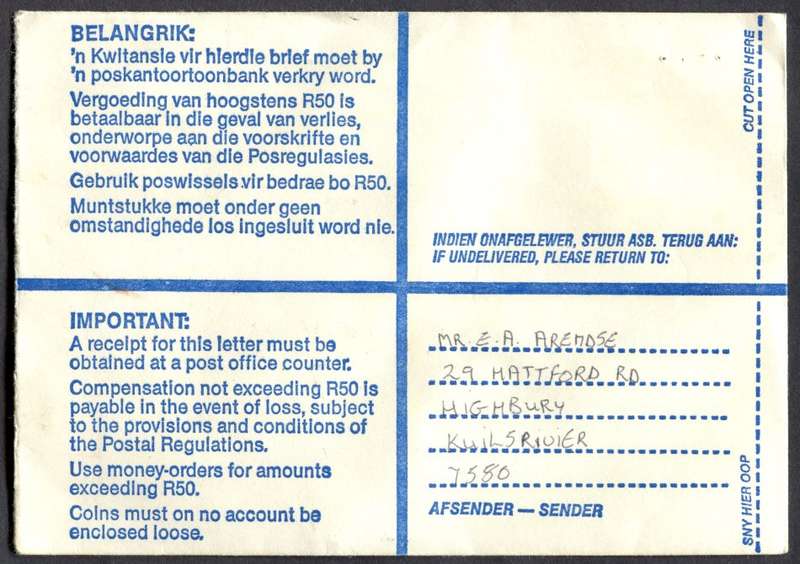 BELANGRIK:
'n Kwitansie vir hierdie brief moet by
'n poskantoortoonbank verkry word.
Vergoeding van hoogstens R50 is
betaalbaar in die geval van verlies,
onderworpe aan die voorskrifte en
voorwaardes van die Posregulasies.
Gebruik poswissels vir bedrae bo R50.
Muntstukke moet onder geen
omstandighede los ingesluit word nie.
INDIEN ONAFGELEWER, STUUR ASB. TERUG AAN:
IF UNDELIVERED, PLEASE RETURN TO:
CUT OPEN HERE
IMPORTANT:
A receipt for this letter must be
obtained at a post office counter.
Compensation not exceeding R50 is
payable in the event of loss, subject
to the provisions and conditions of
the Postal Regulations.
Use money-orders for amounts
exceeding R50.
Coins must on no account be
enclosed loose.
MR. E. A. ARENDSE
29 HATTFORD RD
HIGHBURY
KUILSRIVIER
7580
AFSENDER — SENDER
SNY HIER OOP